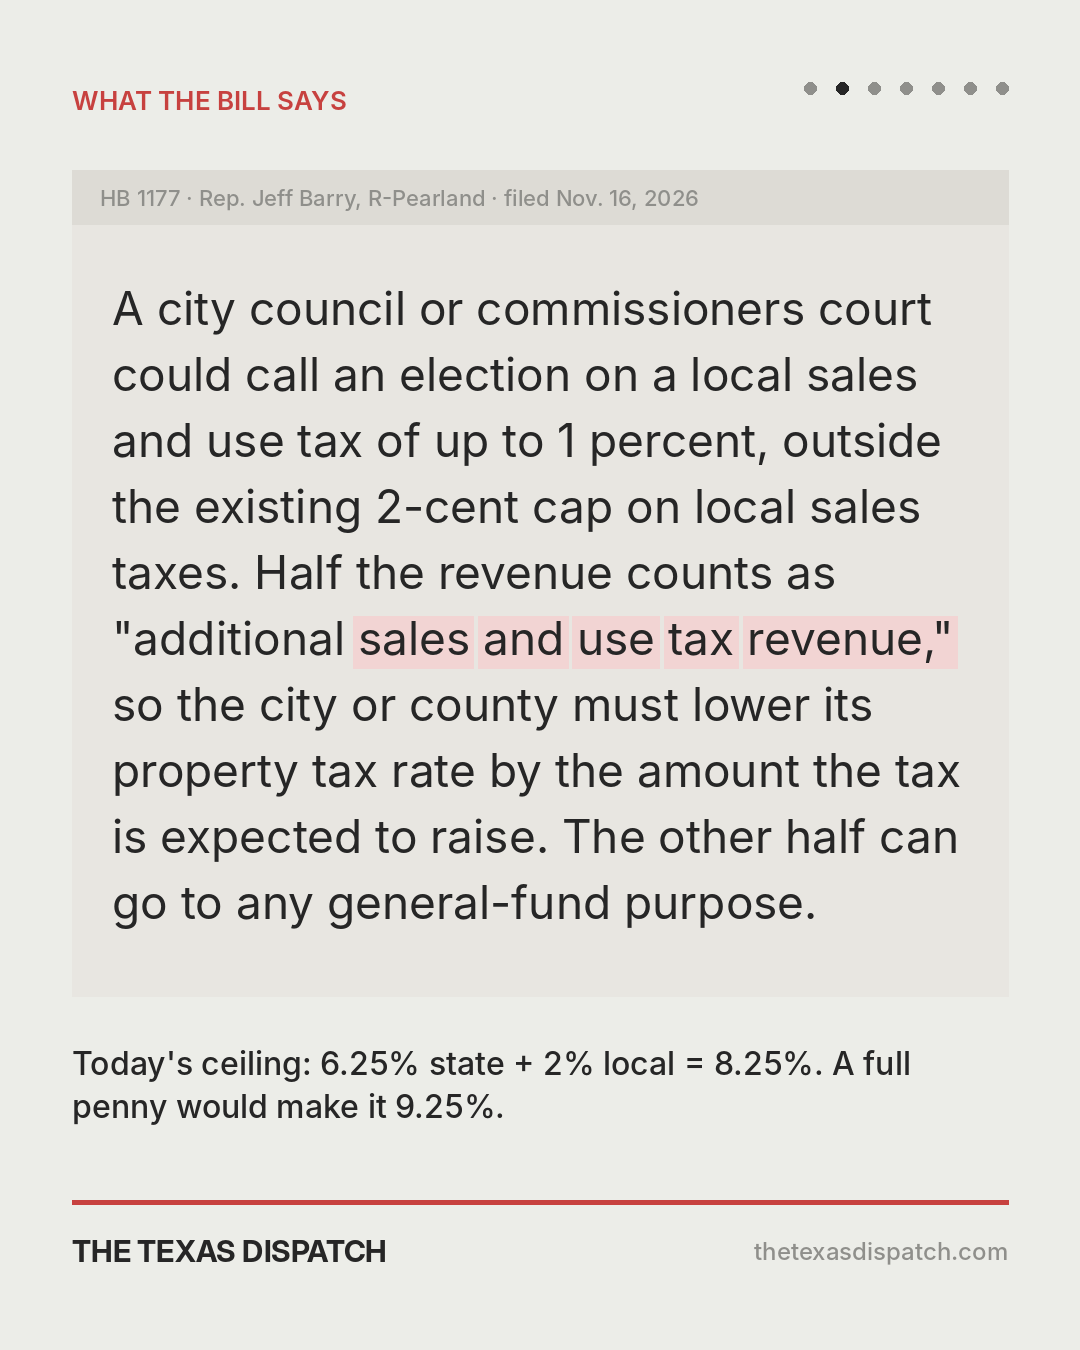 WHAT THE BILL SAYS
HB 1177 · Rep. Jeff Barry, R-Pearland · filed Nov. 16, 2026
A city council or commissioners court
could call an election on a local sales
and use tax of up to 1 percent, outside
the existing 2-cent cap on local sales
taxes. Half the revenue counts as
"additional sales and use tax revenue,"
so the city or county must lower its
property tax rate by the amount the tax
is expected to raise. The other half can
go to any general-fund purpose.
Today's ceiling: 6.25% state + 2% local = 8.25%. A full
penny would make it 9.25%.
THE TEXAS DISPATCH
thetexasdispatch.com